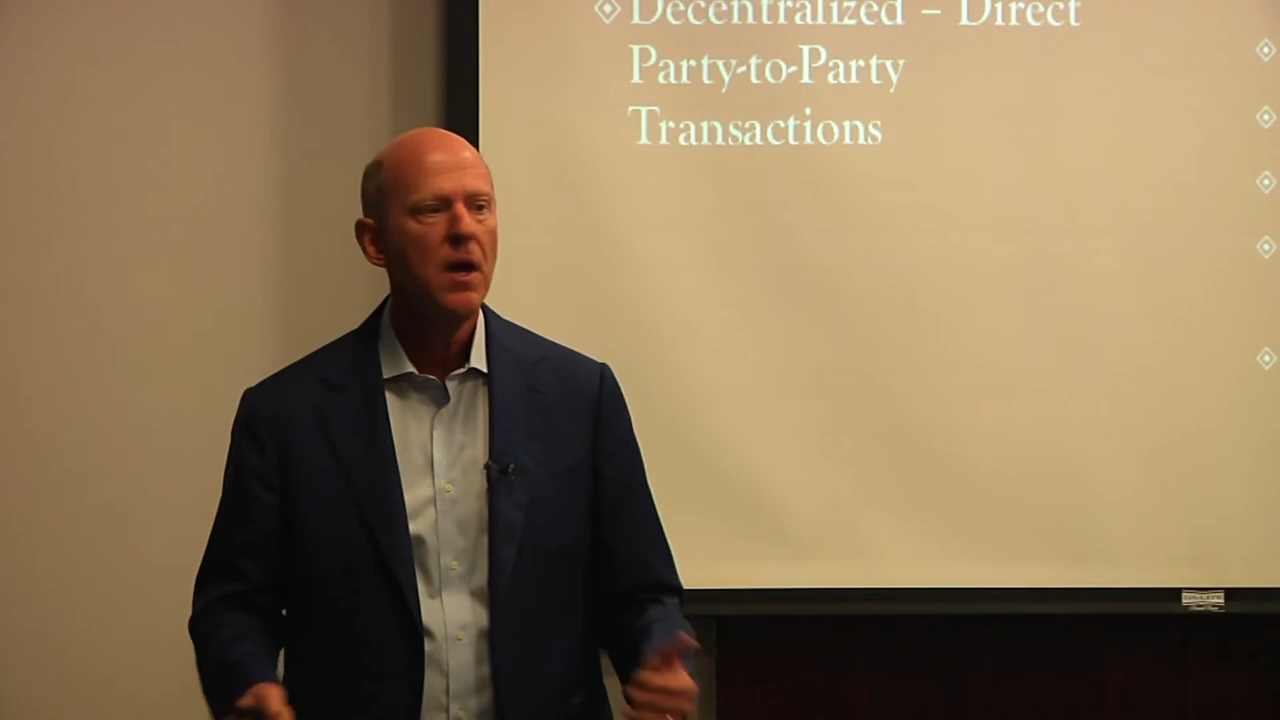 Decentralized – Direct
Party-to-Party
Transactions